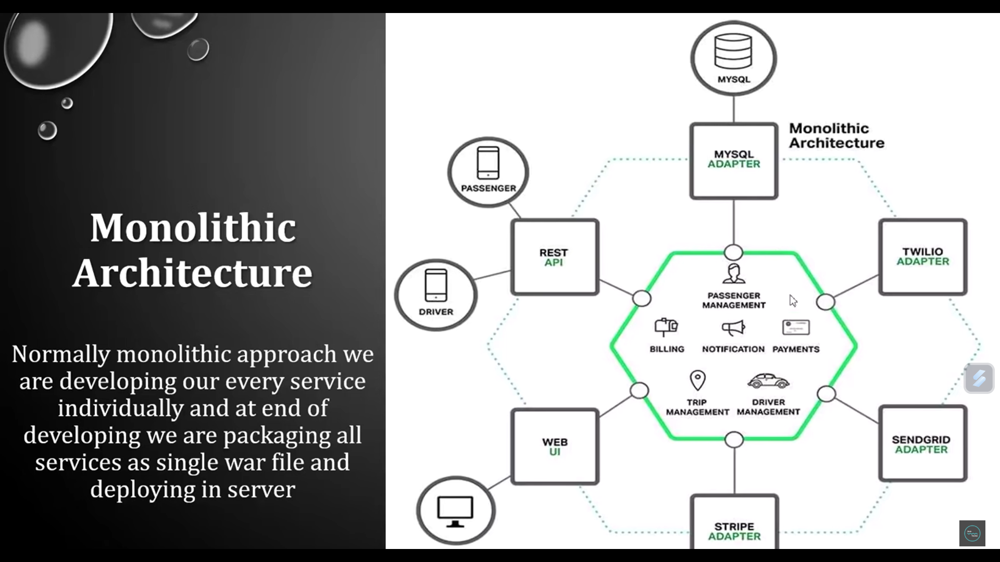 Monolithic
Architecture
Normally monolithic approach we
are developing our every service
individually and at end of
developing we are packaging all
services as single war file and
deploying in server
MYSQL
Monolithic
Architecture
MYSQL
ADAPTER
PASSENGER
REST
API
TWILIO
ADAPTER
DRIVER
PASSENGER
MANAGEMENT
BILLING
NOTIFICATION
PAYMENTS
TRIP
MANAGEMENT
DRIVER
MANAGEMENT
WEB
UI
SENDGRID
ADAPTER
STRIPE
ADAPTER